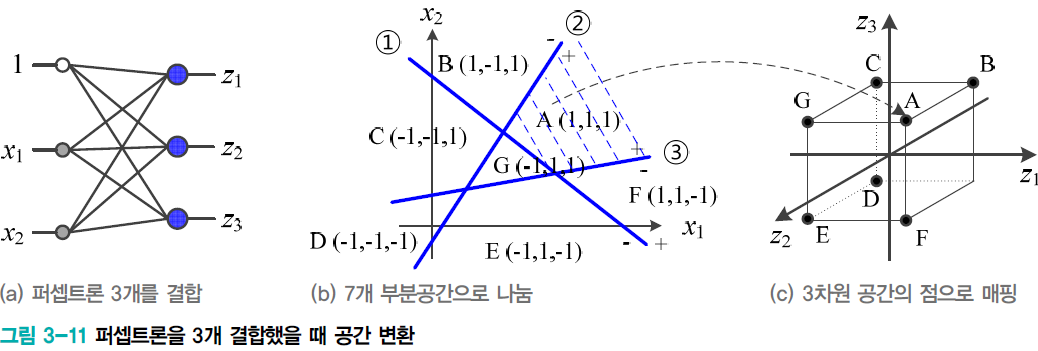 1
x₁
x₂
z₁
z₂
z₃
(a) 퍼셉트론 3개를 결합
x₂
①
②
- +
B (1,-1,1)
A (1,1,1)
C (-1,-1,1)
+
-
③
G (-1,1,1)
F (1,1,-1)
x₁
D (-1,-1,-1)
E (-1,1,-1)
- +
(b) 7개 부분공간으로 나눔
z₃
C
B
G
A
z₁
D
z₂
E
F
(c) 3차원 공간의 점으로 매핑
그림 3-11 퍼셉트론을 3개 결합했을 때 공간 변환